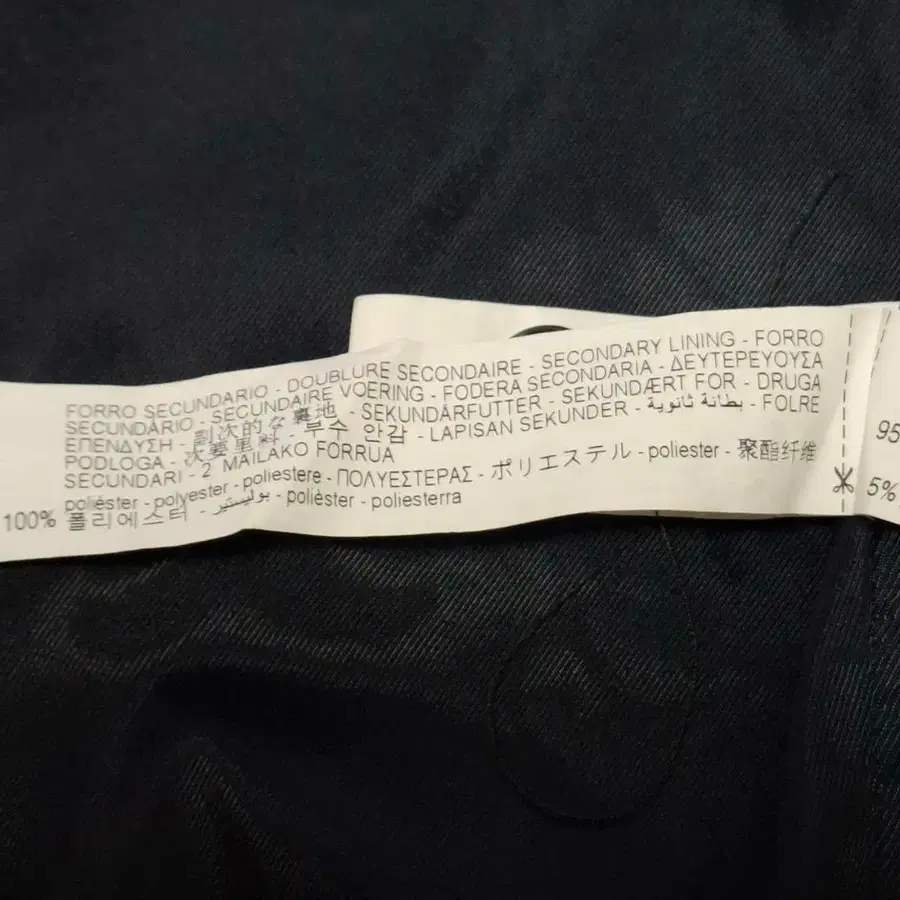 FORRO SECUNDARIO - DOUBLURE SECONDAIRE - SECONDARY LINING - FORRO
SECUNDÁRIO - SECUNDAIRE VOERING - FODERA SECONDARIA - ΔΕΥΤΕΡΕΥΟΥΣΑ
ΕΠΕΝΔΥΣΗ - 副次的な裏地 - SEKUNDÄRFUTTER - SEKUNDÆRT FOR - DRUGA
PODLOGA - 次要里料 - 부수 안감 - LAPISAN SEKUNDER - بطانة ثانوية - FOLRE
SECUNDARI - 2 MAILAKO FORRUA
poliéster - polyester - poliestere - ΠΟΛΥΕΣΤΕΡΑΣ - ポリエステル - poliester - 聚酯纤维
100% 폴리에스터 - بوليستير - polièster - poliesterra
95
5%